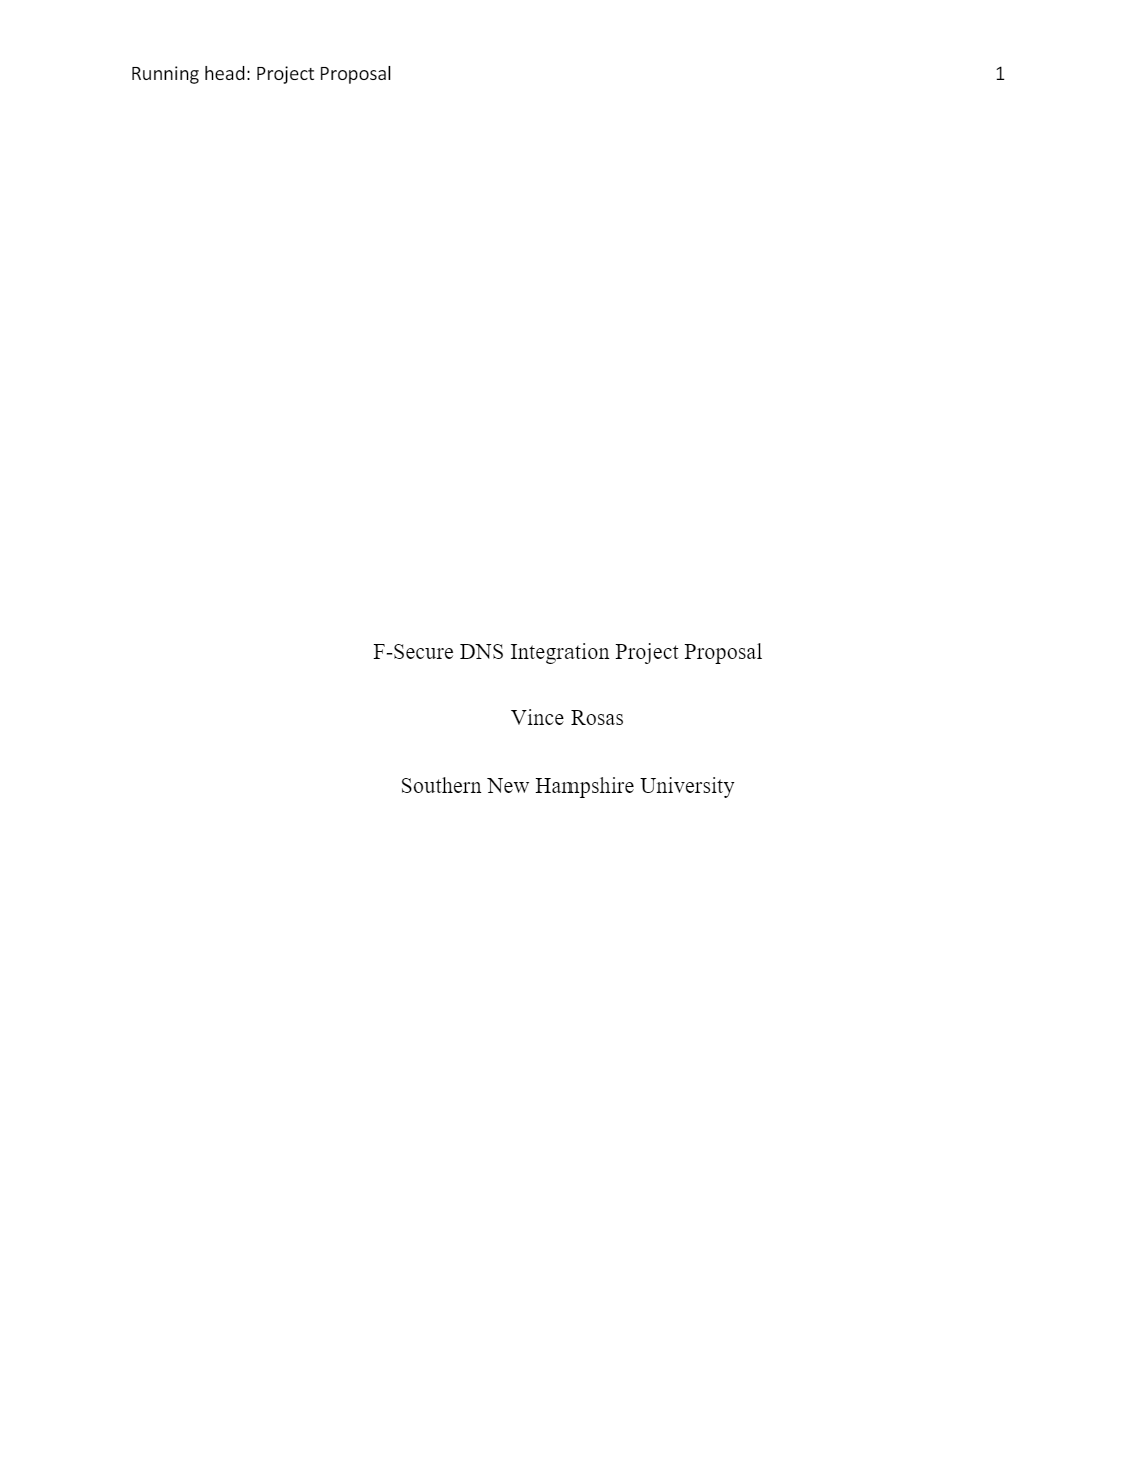 Running head: Project Proposal 1
F-Secure DNS Integration Project Proposal
Vince Rosas
Southern New Hampshire University